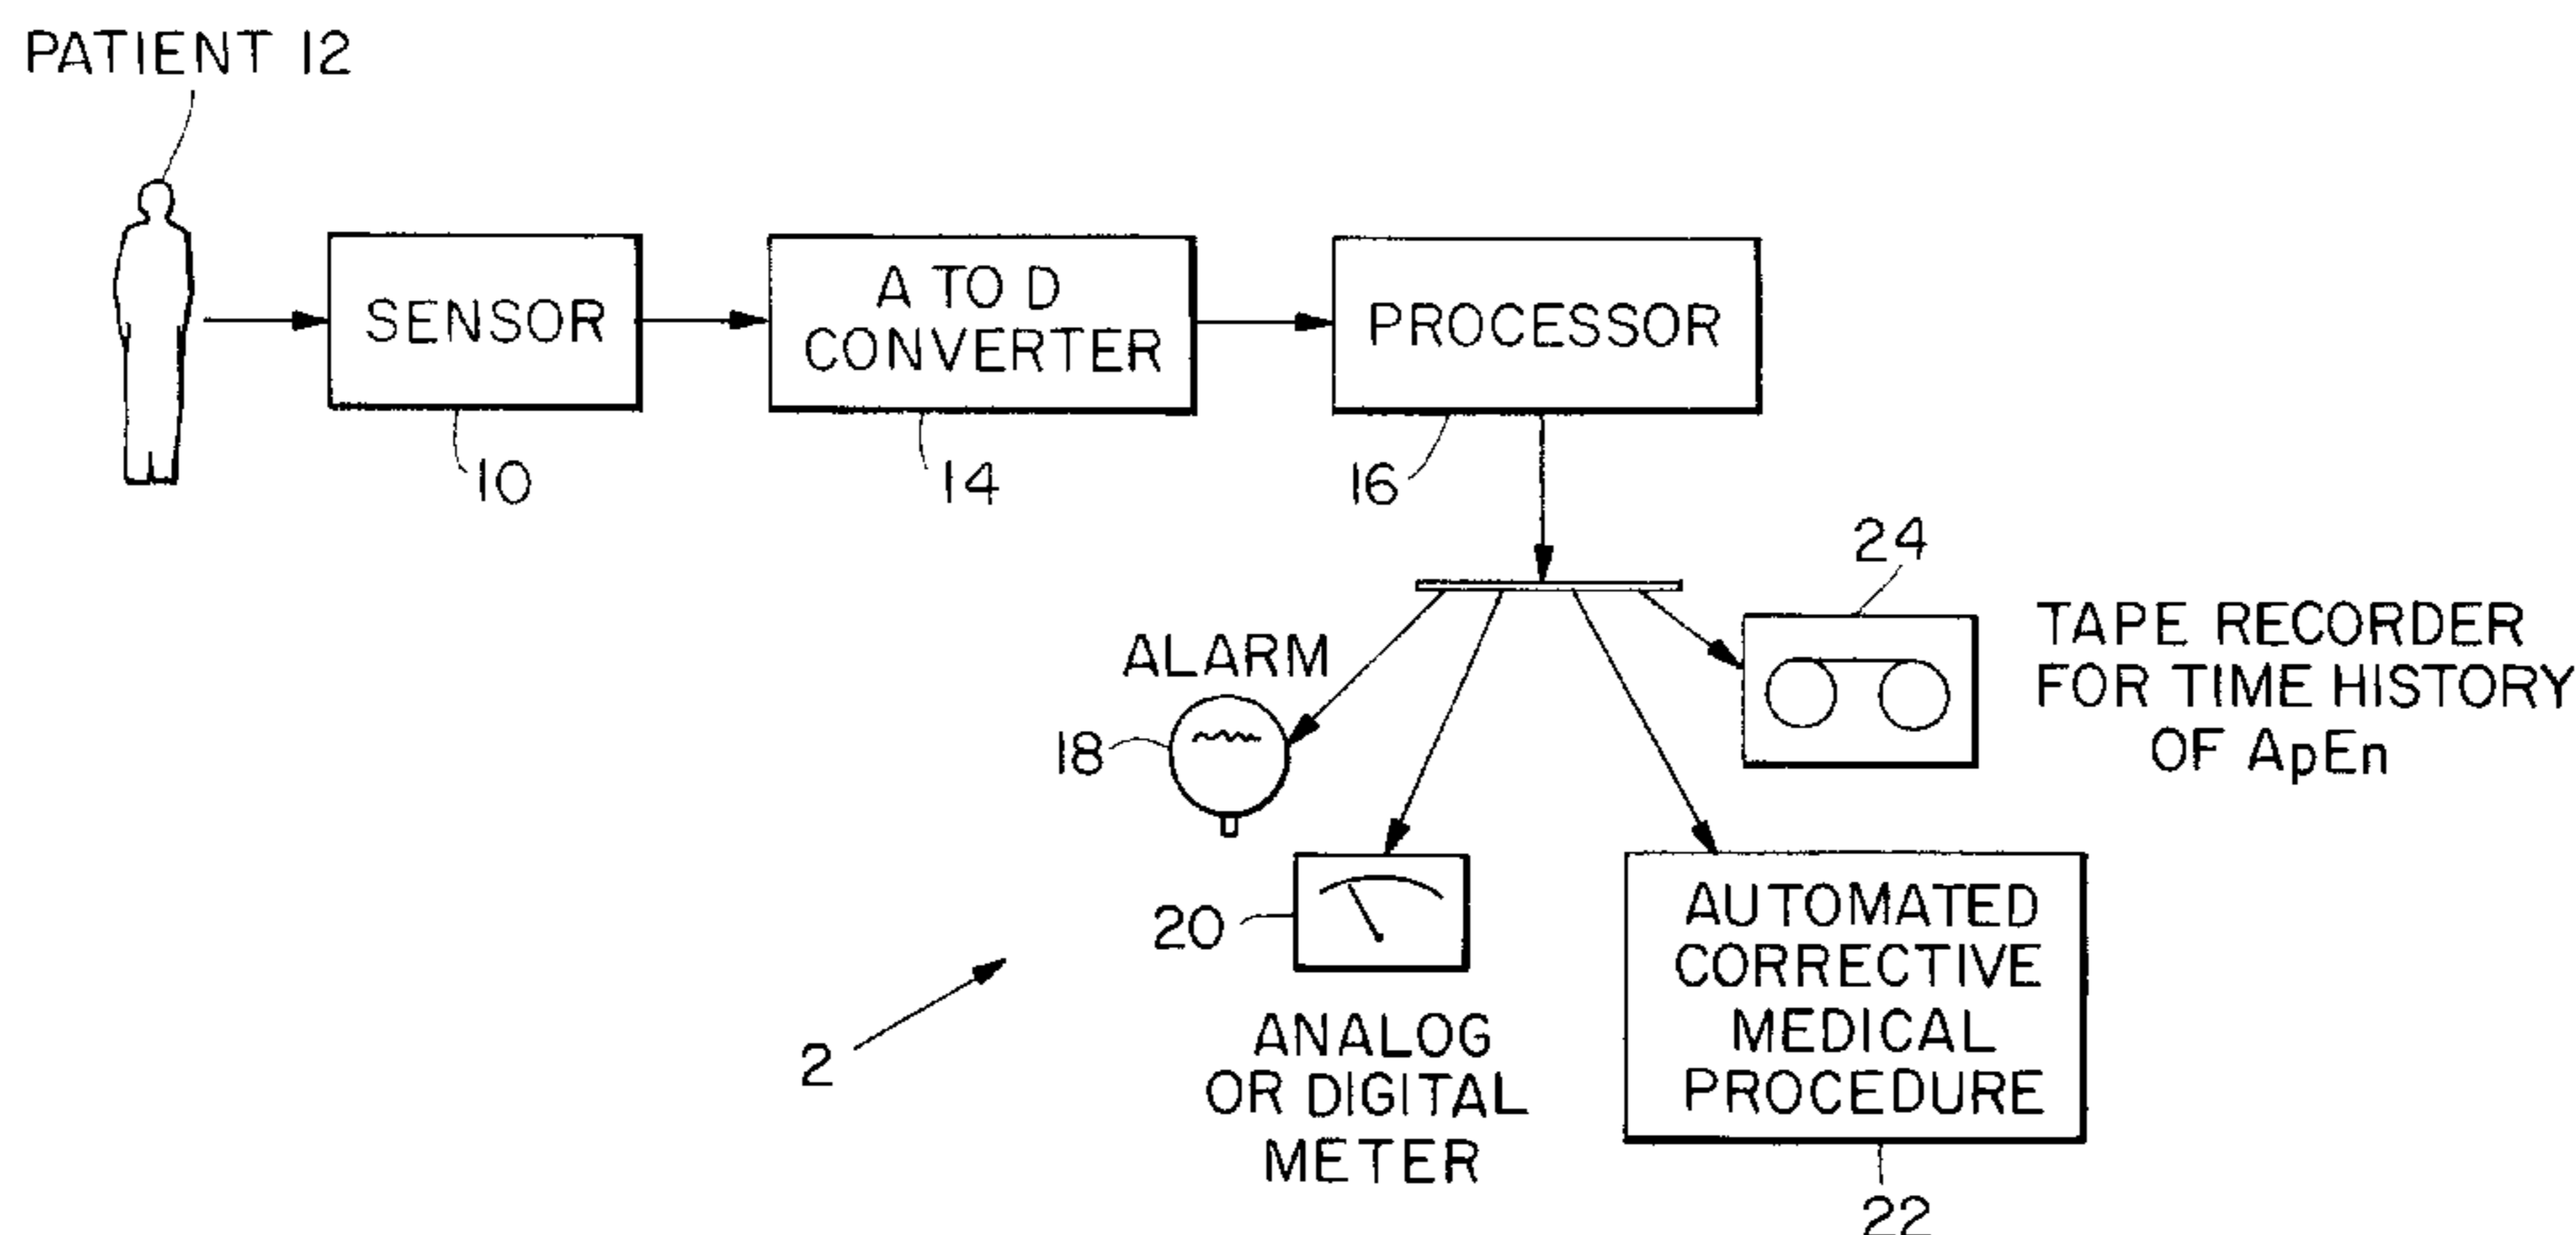 PATIENT 12
SENSOR
10
A TO D
CONVERTER
14
PROCESSOR
16
24
TAPE RECORDER
FOR TIME HISTORY
OF ApEn
ALARM
18
20
ANALOG
OR DIGITAL
METER
AUTOMATED
CORRECTIVE
MEDICAL
PROCEDURE
22
2